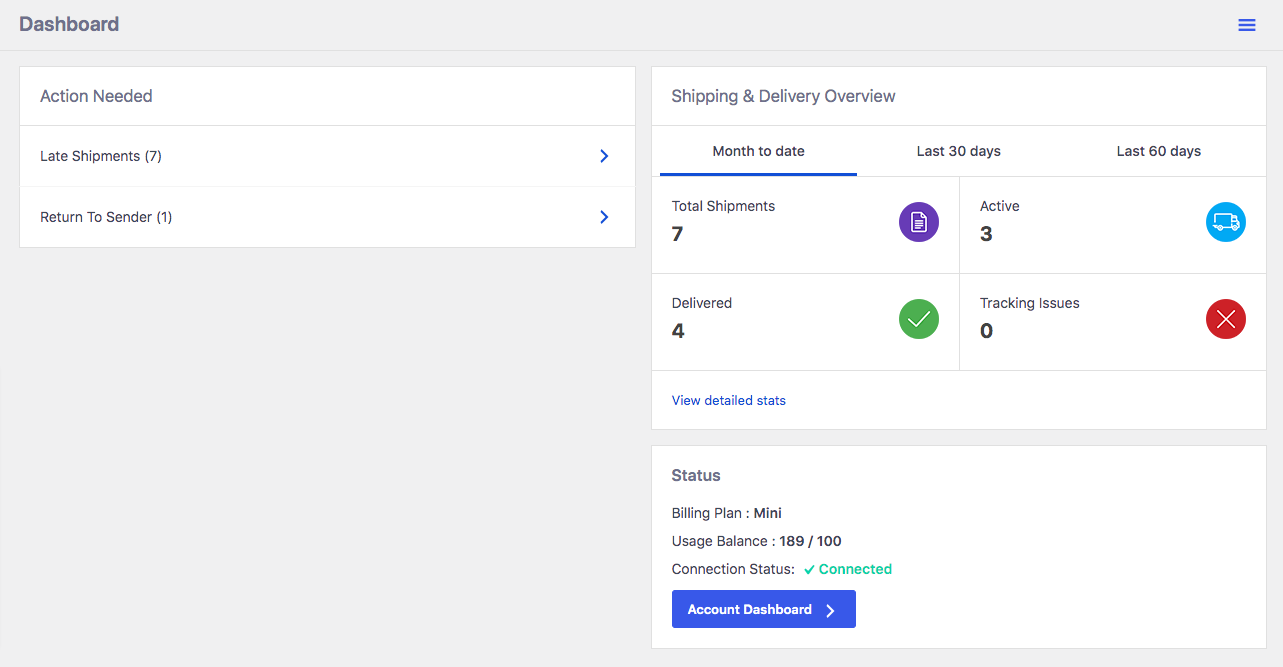 Dashboard
Action Needed
Late Shipments (7)
Return To Sender (1)
Shipping & Delivery Overview
Month to date
Last 30 days
Last 60 days
Total Shipments
7
Active
3
Delivered
4
Tracking Issues
0
View detailed stats
Status
Billing Plan : Mini
Usage Balance : 189 / 100
Connection Status: Connected
Account Dashboard